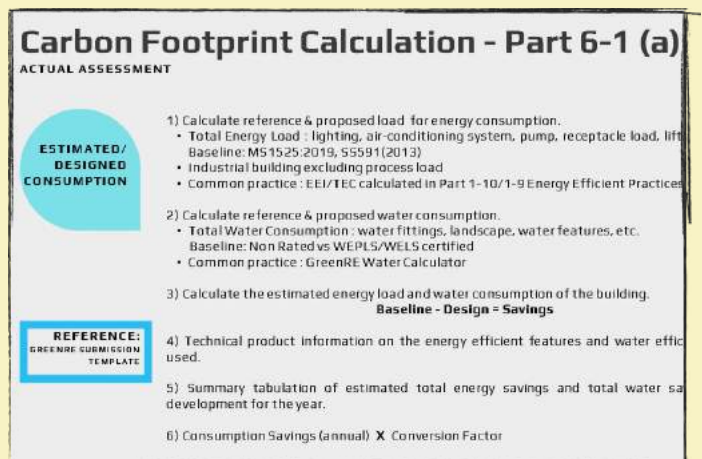 Carbon Footprint Calculation - Part 6-1 (a)
ACTUAL ASSESSMENT
ESTIMATED/
DESIGNED
CONSUMPTION
1) Calculate reference & proposed load for energy consumption.
• Total Energy Load : lighting, air-conditioning system, pump, receptacle load, lift
Baseline: MS1525:2019, SS591(2013)
• Industrial building excluding process load
• Common practice : EEI/TEC calculated in Part 1-10/1-9 Energy Efficient Practices
2) Calculate reference & proposed water consumption.
• Total Water Consumption : water fittings, landscape, water features, etc.
Baseline: Non Rated vs WEPLS/WELS certified
• Common practice : GreenRE Water Calculator
3) Calculate the estimated energy load and water consumption of the building.
Baseline - Design = Savings
REFERENCE:
GREENRE SUBMISSION
TEMPLATE
4) Technical product information on the energy efficient features and water effic
used.
5) Summary tabulation of estimated total energy savings and total water sa
development for the year.
6) Consumption Savings (annual) X Conversion Factor